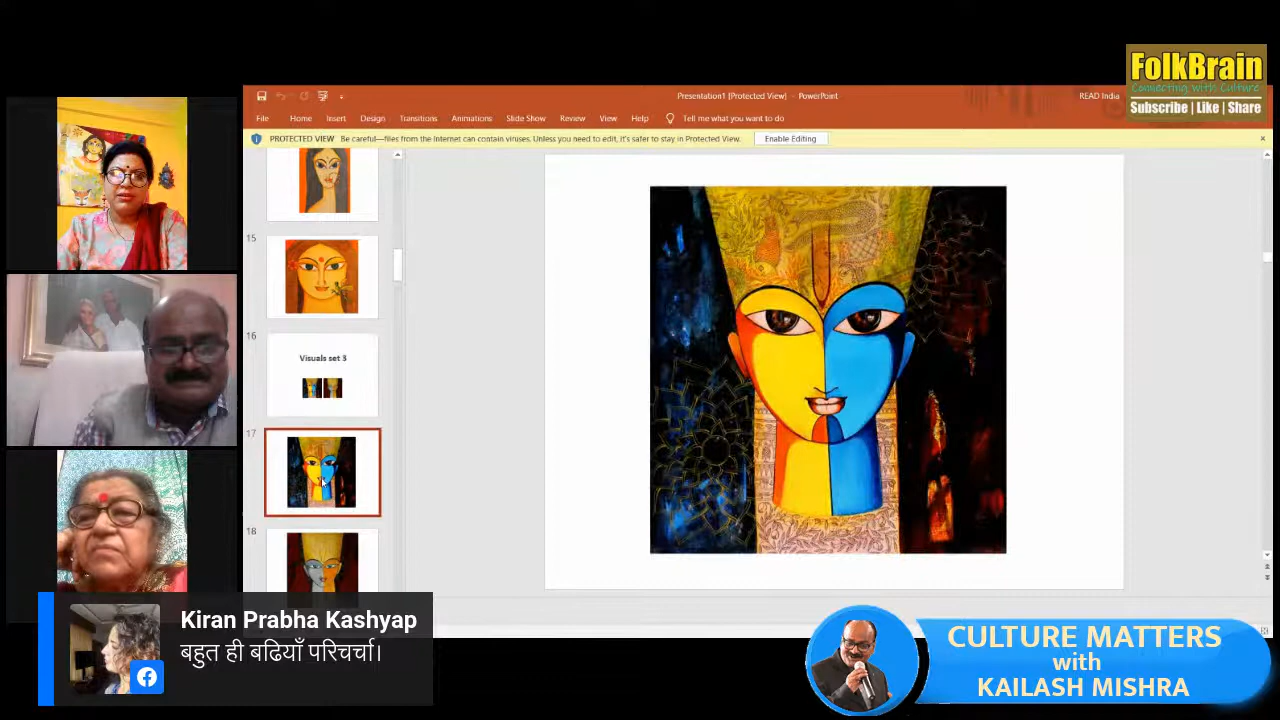 FolkBrain
Connecting with Culture
Subscribe | Like | Share
Presentation1 [Protected View] - PowerPoint
READ India
File Home Insert Design Transitions Animations Slide Show Review View Help Tell me what you want to do
PROTECTED VIEW Be careful—files from the Internet can contain viruses. Unless you need to edit, it's safer to stay in Protected View. Enable Editing
15
16
Visuals set 3
17
18
Kiran Prabha Kashyap
बहुत ही बढियाँ परिचर्चा।
CULTURE MATTERS
with
KAILASH MISHRA